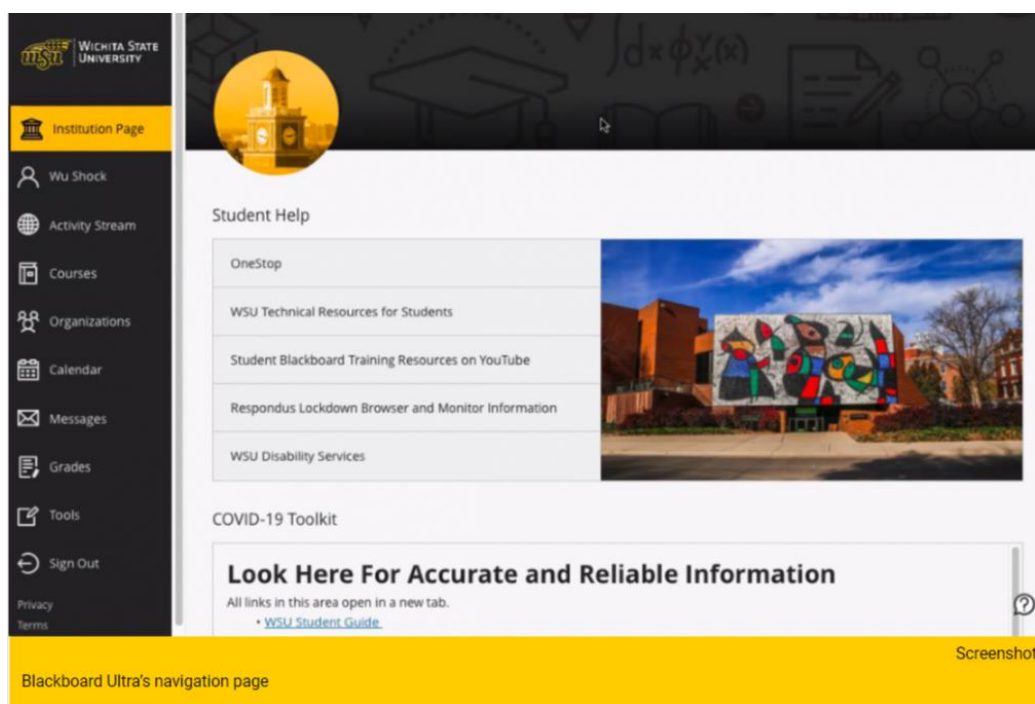 wsu
WICHITA STATE
UNIVERSITY
Institution Page
Wu Shock
Activity Stream
Courses
Organizations
Calendar
Messages
Grades
Tools
Sign Out
Privacy
Terms
∫d×ϕ
Student Help
OneStop
WSU Technical Resources for Students
Student Blackboard Training Resources on YouTube
Respondus Lockdown Browser and Monitor Information
WSU Disability Services
COVID-19 Toolkit
Look Here For Accurate and Reliable Information
All links in this area open in a new tab.
• WSU Student Guide
Screenshot
Blackboard Ultra's navigation page